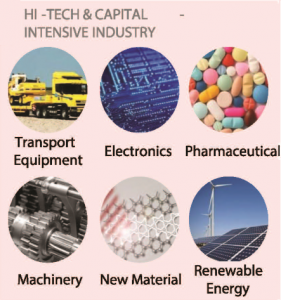 HI -TECH & CAPITAL -
INTENSIVE INDUSTRY
Transport
Equipment
Electronics
Pharmaceutical
Machinery
New Material
Renewable
Energy